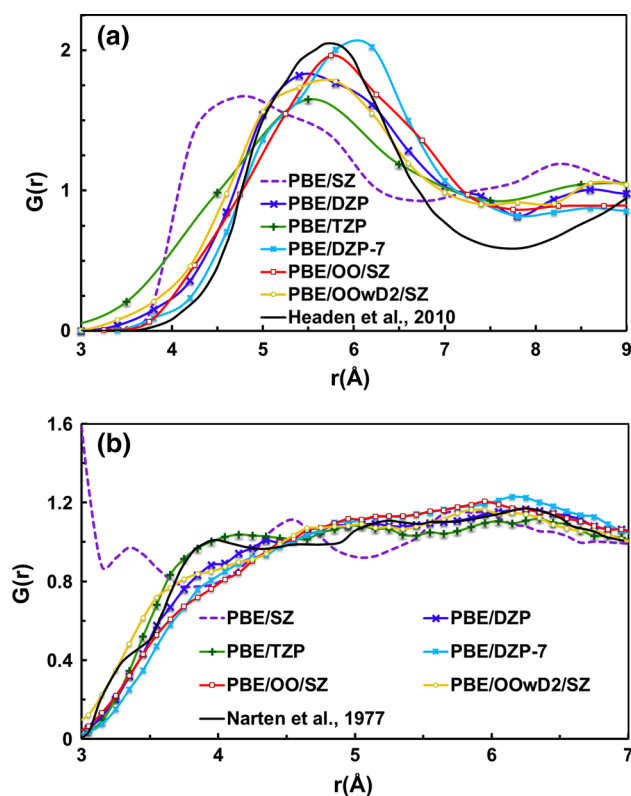 (a)
G(r)
2
1
0
PBE/SZ
PBE/DZP
PBE/TZP
PBE/DZP-7
PBE/OO/SZ
PBE/OOwD2/SZ
Headen et al., 2010
3 4 5 6 7 8 9
r(Å)
(b)
G(r)
1.6
1.2
0.8
0.4
0
PBE/SZ PBE/DZP
PBE/TZP PBE/DZP-7
PBE/OO/SZ PBE/OOwD2/SZ
Narten et al., 1977
3 4 5 6 7
r(Å)